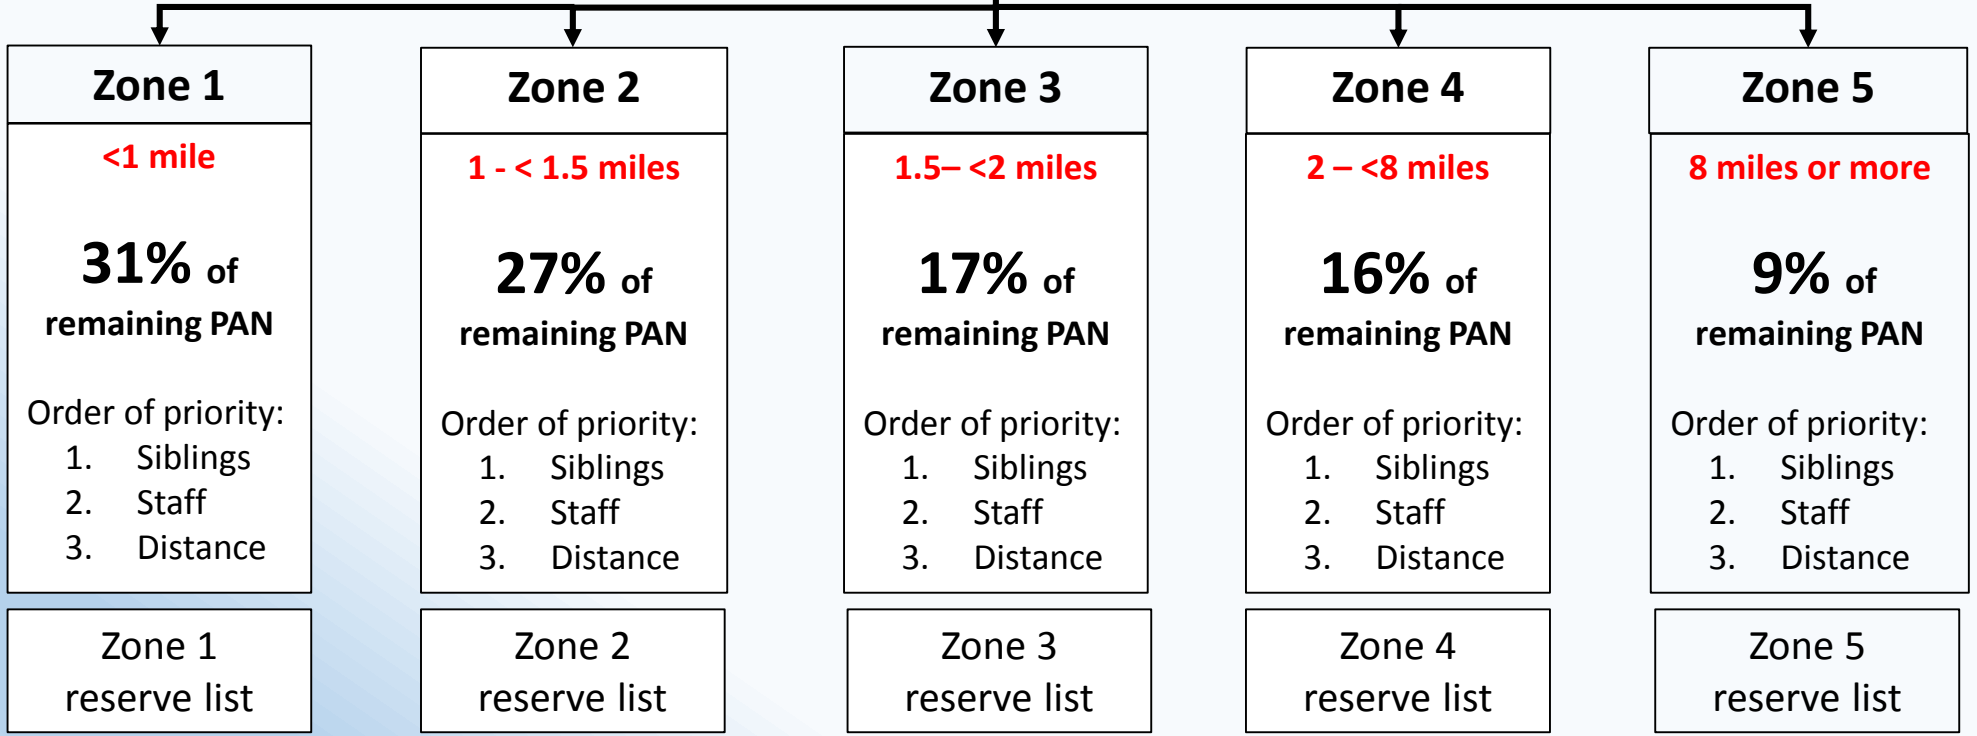 Zone 1
<1 mile
31% of
remaining PAN
Order of priority:
1. Siblings
2. Staff
3. Distance
Zone 1
reserve list
Zone 2
1 - < 1.5 miles
27% of
remaining PAN
Order of priority:
1. Siblings
2. Staff
3. Distance
Zone 2
reserve list
Zone 3
1.5– <2 miles
17% of
remaining PAN
Order of priority:
1. Siblings
2. Staff
3. Distance
Zone 3
reserve list
Zone 4
2 – <8 miles
16% of
remaining PAN
Order of priority:
1. Siblings
2. Staff
3. Distance
Zone 4
reserve list
Zone 5
8 miles or more
9% of
remaining PAN
Order of priority:
1. Siblings
2. Staff
3. Distance
Zone 5
reserve list